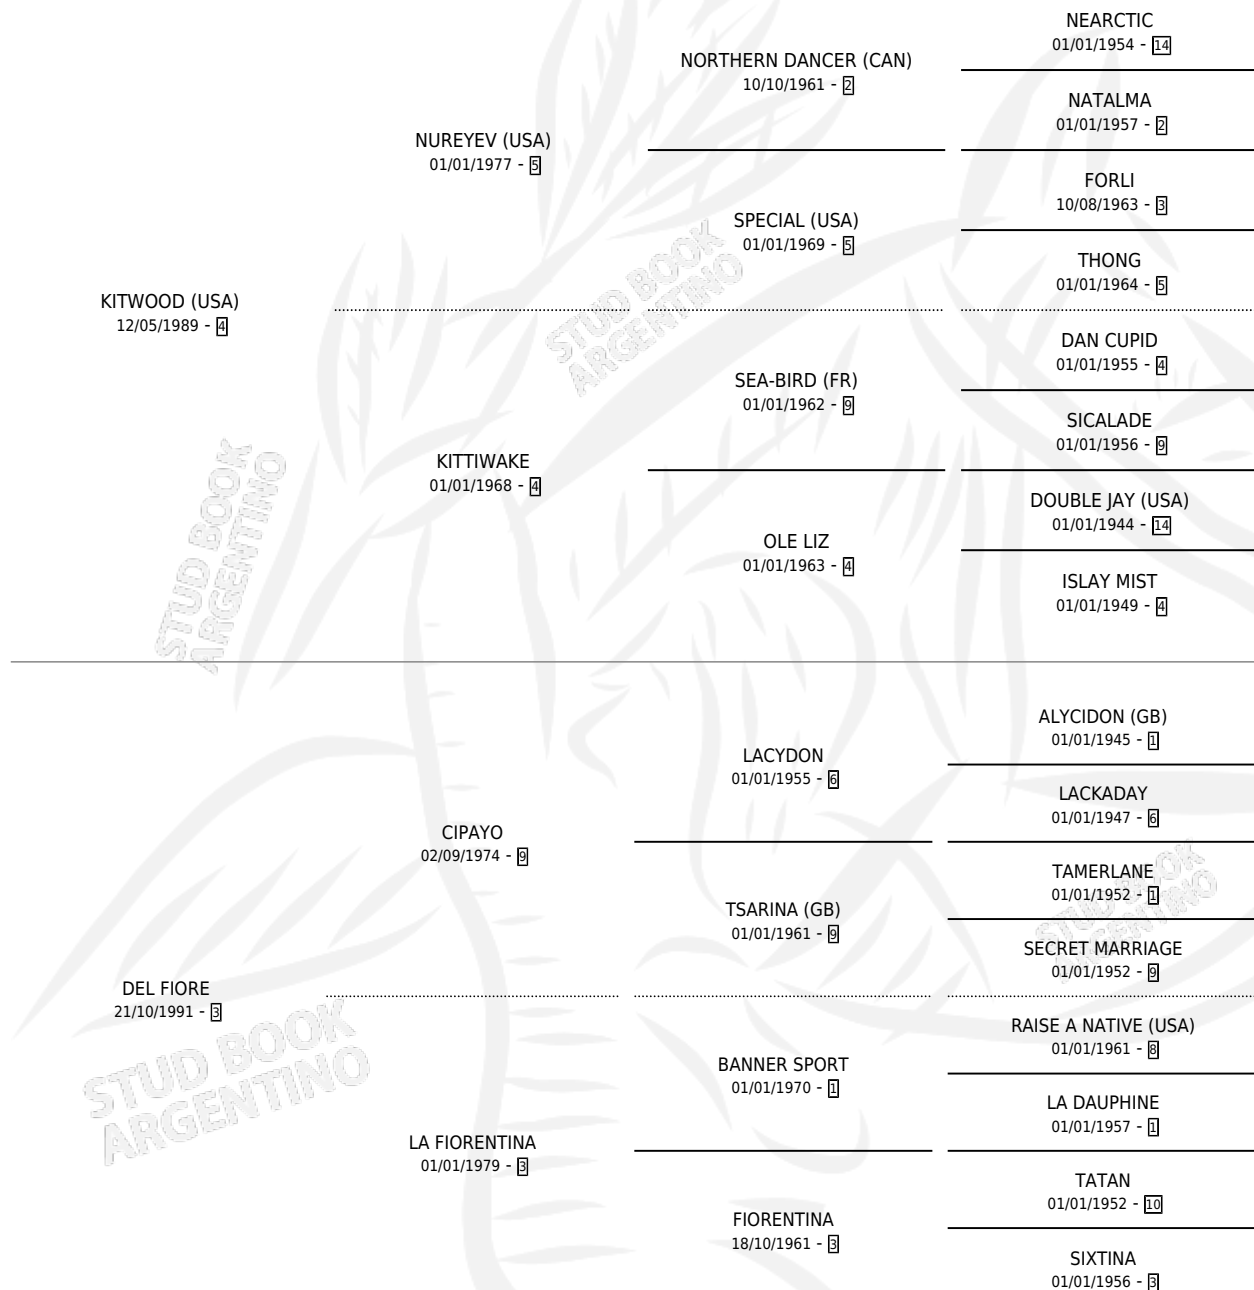 KITWOOD (USA)
12/05/1989 - 4
NUREYEV (USA)
01/01/1977 - 5
NORTHERN DANCER (CAN)
10/10/1961 - 2
NEARCTIC
01/01/1954 - 14
NATALMA
01/01/1957 - 2
SPECIAL (USA)
01/01/1969 - 5
FORLI
10/08/1963 - 3
THONG
01/01/1964 - 5
KITTIWAKE
01/01/1968 - 4
SEA-BIRD (FR)
01/01/1962 - 9
DAN CUPID
01/01/1955 - 4
SICALADE
01/01/1956 - 9
OLE LIZ
01/01/1963 - 4
DOUBLE JAY (USA)
01/01/1944 - 14
ISLAY MIST
01/01/1949 - 4
DEL FIORE
21/10/1991 - 3
CIPAYO
02/09/1974 - 9
LACYDON
01/01/1955 - 6
ALYCIDON (GB)
01/01/1945 - 1
LACKADAY
01/01/1947 - 6
TSARINA (GB)
01/01/1961 - 9
TAMERLANE
01/01/1952 - 1
SECRET MARRIAGE
01/01/1952 - 9
LA FIORENTINA
01/01/1979 - 3
BANNER SPORT
01/01/1970 - 1
RAISE A NATIVE (USA)
01/01/1961 - 8
LA DAUPHINE
01/01/1957 - 1
FIORENTINA
18/10/1961 - 3
TATAN
01/01/1952 - 10
SIXTINA
01/01/1956 - 3
STUD BOOK
ARGENTINO
STUD BOOK
ARGENTINO
STUD BOOK
ARGENTINO
STUD BOOK
ARGENTINO